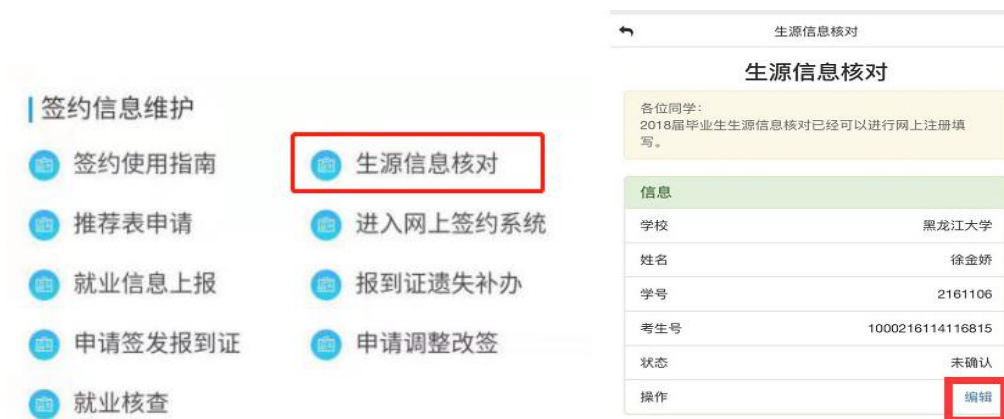 签约信息维护
签约使用指南 生源信息核对
推荐表申请 进入网上签约系统
就业信息上报 报到证遗失补办
申请签发报到证 申请调整改签
就业核查
生源信息核对
生源信息核对
各位同学：
2018届毕业生生源信息核对已经可以进行网上注册填
写。
信息
学校 黑龙江大学
姓名 徐金娇
学号 2161106
考生号 1000216114116815
状态 未确认
操作 编辑